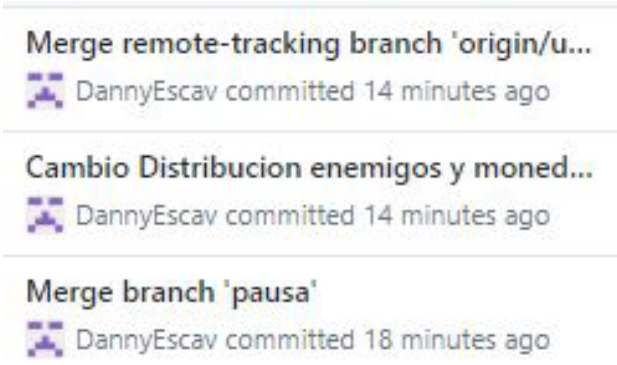 Merge remote-tracking branch 'origin/u...
DannyEscav committed 14 minutes ago
Cambio Distribucion enemigos y moned...
DannyEscav committed 14 minutes ago
Merge branch 'pausa'
DannyEscav committed 18 minutes ago